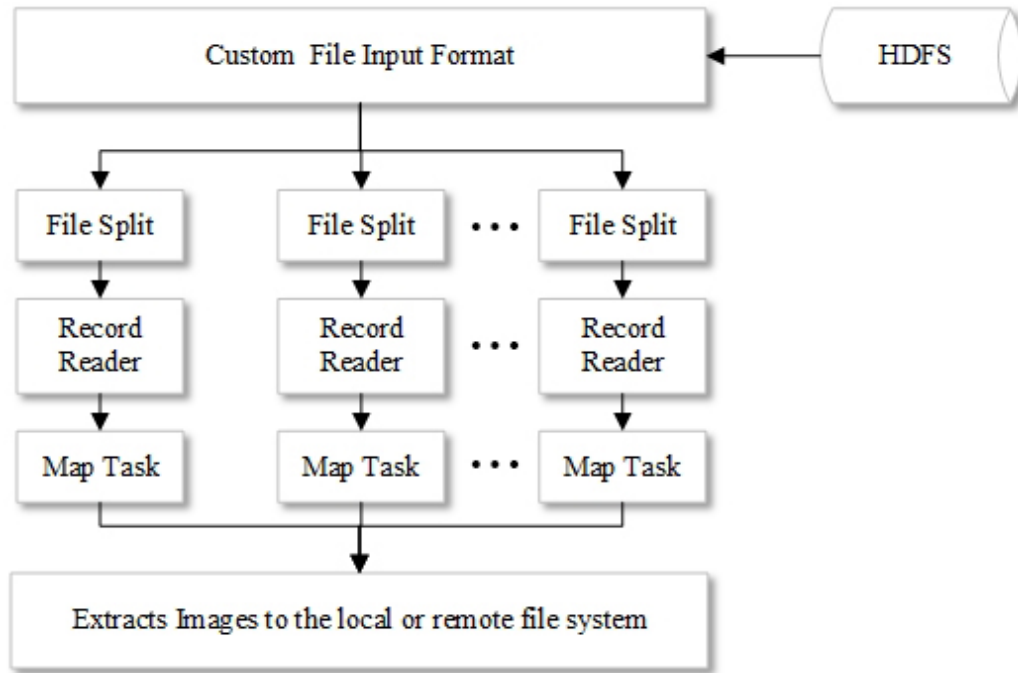 Custom File Input Format
HDFS
File Split
File Split
• • •
File Split
Record
Reader
Record
Reader
• • •
Record
Reader
Map Task
Map Task
• • •
Map Task
Extracts Images to the local or remote file system